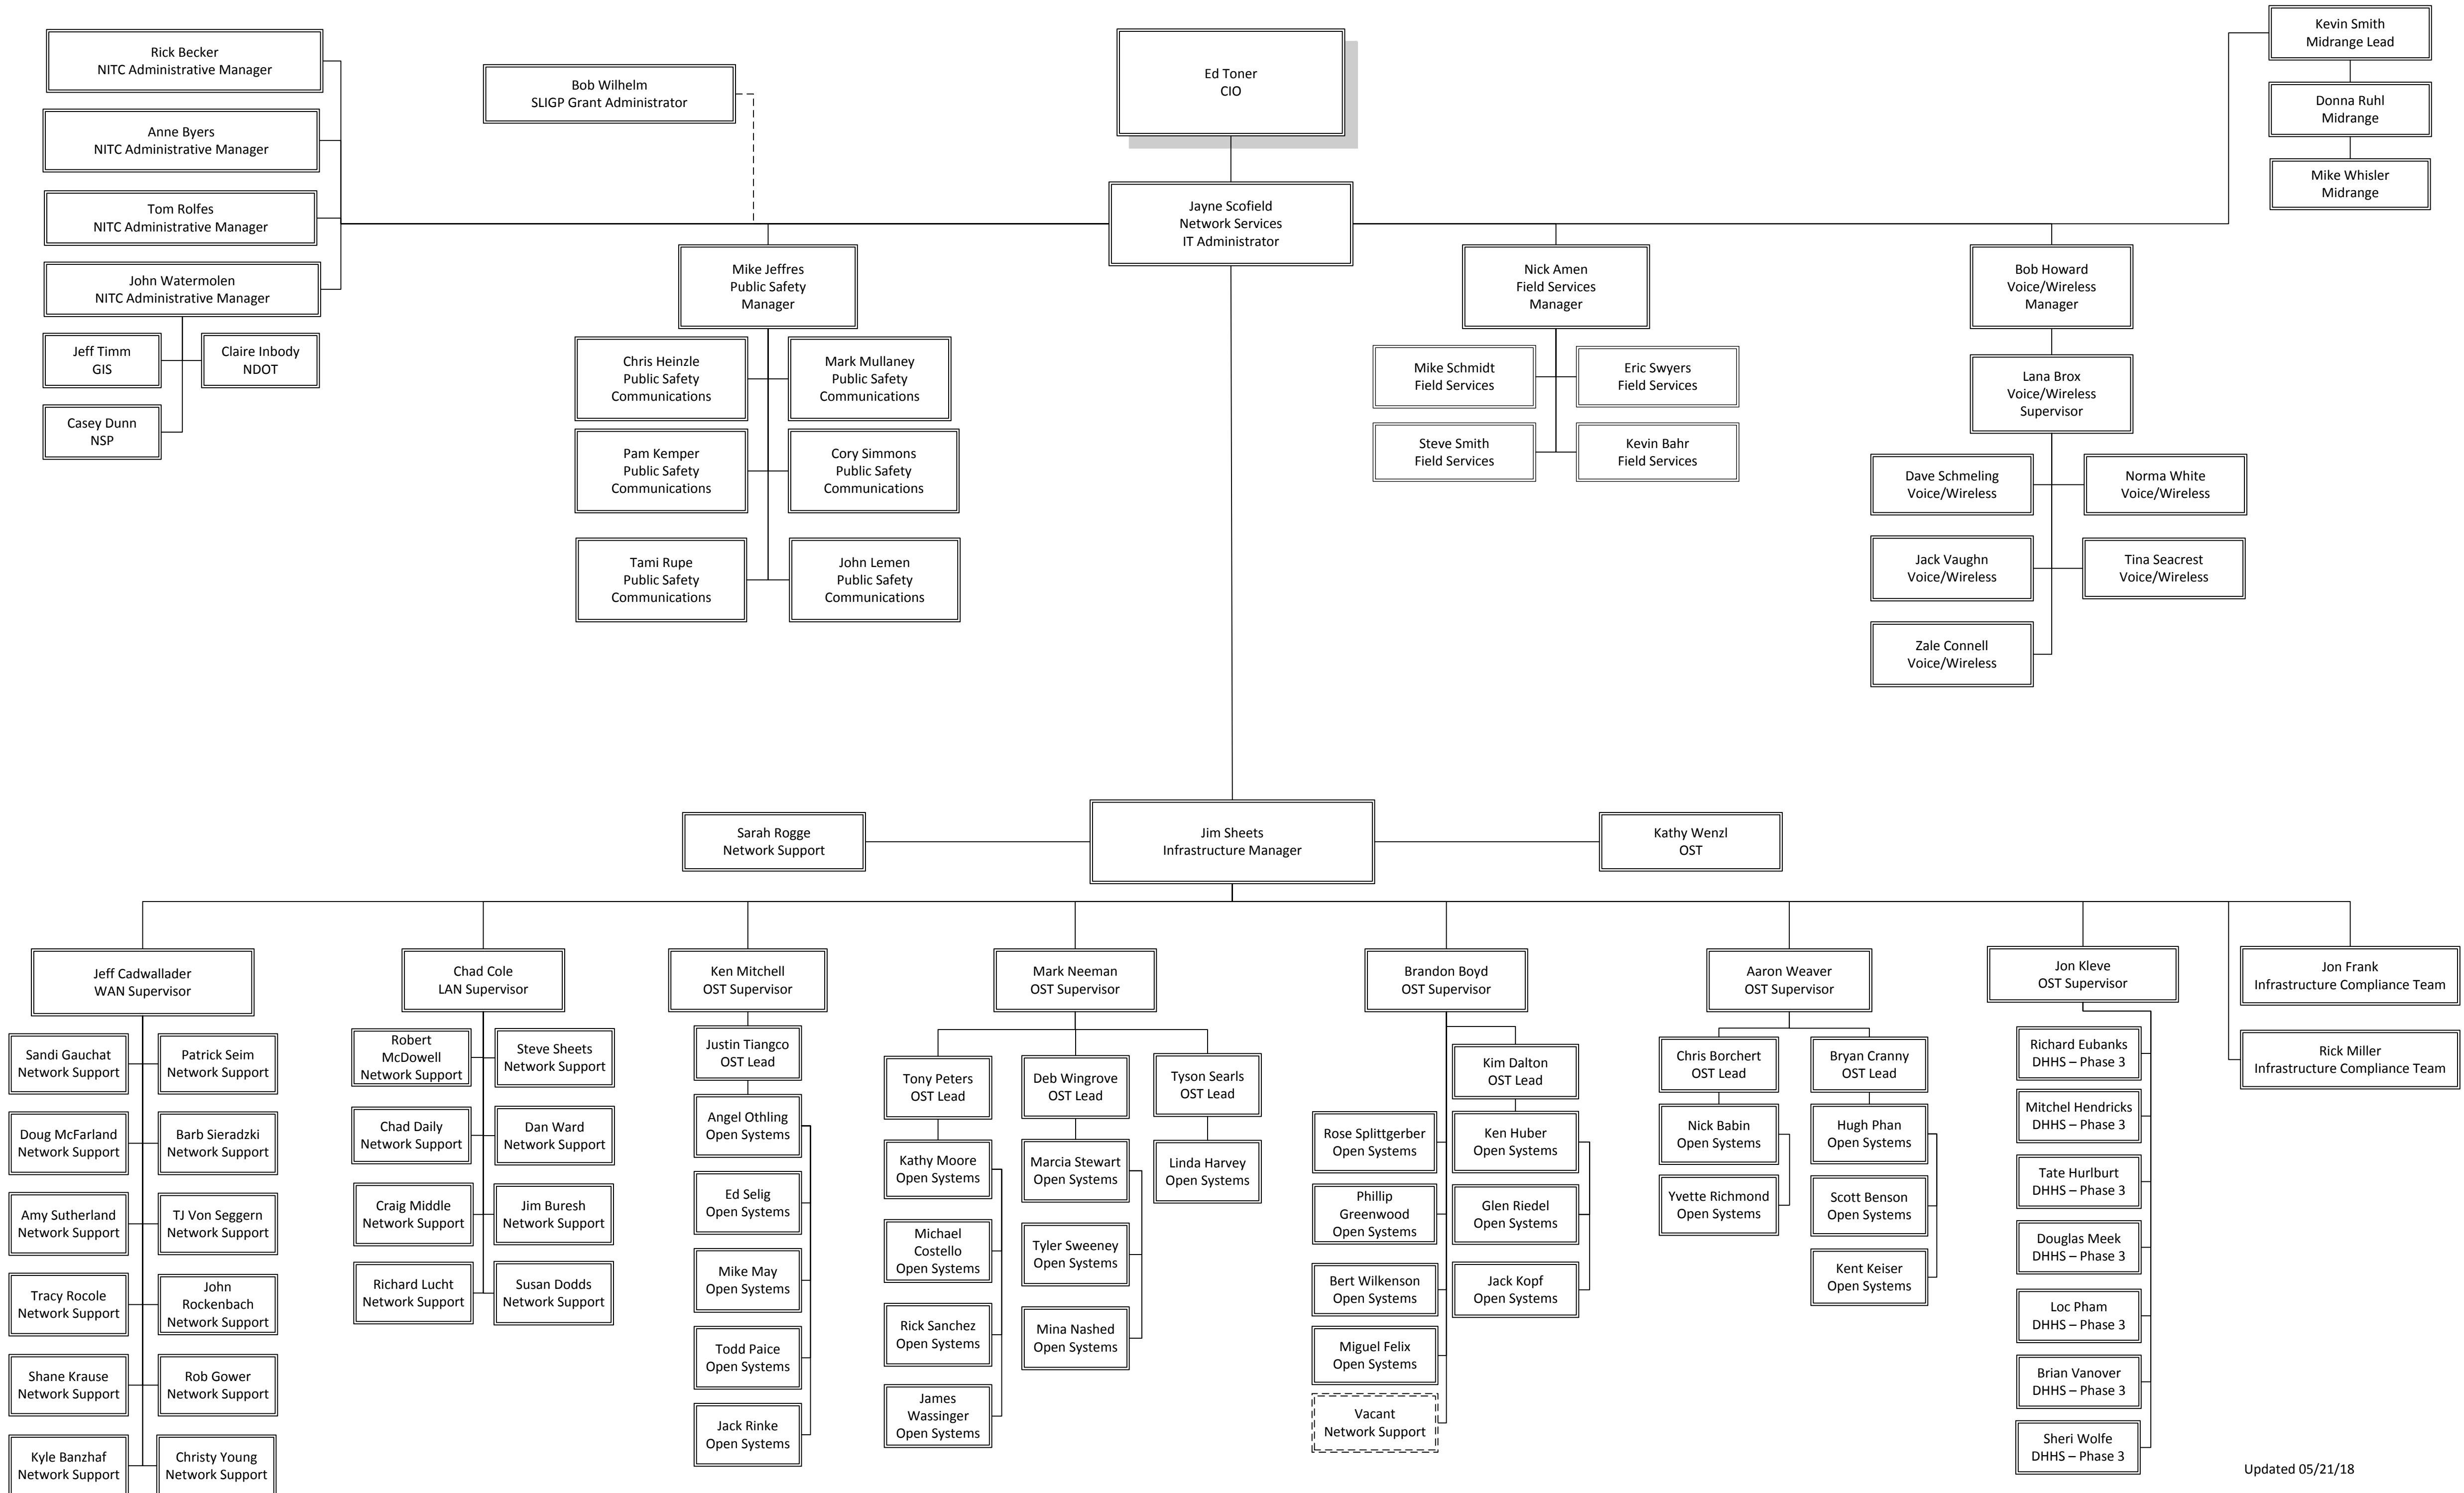 Rick Becker
NITC Administrative Manager
Anne Byers
NITC Administrative Manager
Tom Rolfes
NITC Administrative Manager
John Watermolen
NITC Administrative Manager
Jeff Timm
GIS
Claire Inbody
NDOT
Casey Dunn
NSP
Bob Wilhelm
SLIGP Grant Administrator
Ed Toner
CIO
Jayne Scofield
Network Services
IT Administrator
Kevin Smith
Midrange Lead
Donna Ruhl
Midrange
Mike Whisler
Midrange
Mike Jeffres
Public Safety
Manager
Chris Heinzle
Public Safety
Communications
Mark Mullaney
Public Safety
Communications
Pam Kemper
Public Safety
Communications
Cory Simmons
Public Safety
Communications
Tami Rupe
Public Safety
Communications
John Lemen
Public Safety
Communications
Nick Amen
Field Services
Manager
Mike Schmidt
Field Services
Eric Swyers
Field Services
Steve Smith
Field Services
Kevin Bahr
Field Services
Bob Howard
Voice/Wireless
Manager
Lana Brox
Voice/Wireless
Supervisor
Dave Schmeling
Voice/Wireless
Norma White
Voice/Wireless
Jack Vaughn
Voice/Wireless
Tina Seacrest
Voice/Wireless
Zale Connell
Voice/Wireless
Sarah Rogge
Network Support
Jim Sheets
Infrastructure Manager
Kathy Wenzl
OST
Jeff Cadwallader
WAN Supervisor
Sandi Gauchat
Network Support
Patrick Seim
Network Support
Doug McFarland
Network Support
Barb Sieradzki
Network Support
Amy Sutherland
Network Support
TJ Von Seggern
Network Support
Tracy Rocole
Network Support
John
Rockenbach
Network Support
Shane Krause
Network Support
Rob Gower
Network Support
Kyle Banzhaf
Network Support
Christy Young
Network Support
Chad Cole
LAN Supervisor
Robert
McDowell
Network Support
Steve Sheets
Network Support
Chad Daily
Network Support
Dan Ward
Network Support
Craig Middle
Network Support
Jim Buresh
Network Support
Richard Lucht
Network Support
Susan Dodds
Network Support
Ken Mitchell
OST Supervisor
Justin Tiangco
OST Lead
Angel Othling
Open Systems
Ed Selig
Open Systems
Mike May
Open Systems
Todd Paice
Open Systems
Jack Rinke
Open Systems
Mark Neeman
OST Supervisor
Tony Peters
OST Lead
Kathy Moore
Open Systems
Michael
Costello
Open Systems
Rick Sanchez
Open Systems
James
Wassinger
Open Systems
Deb Wingrove
OST Lead
Marcia Stewart
Open Systems
Tyler Sweeney
Open Systems
Mina Nashed
Open Systems
Tyson Searls
OST Lead
Linda Harvey
Open Systems
Brandon Boyd
OST Supervisor
Rose Splittgerber
Open Systems
Phillip
Greenwood
Open Systems
Bert Wilkenson
Open Systems
Miguel Felix
Open Systems
Vacant
Network Support
Kim Dalton
OST Lead
Ken Huber
Open Systems
Glen Riedel
Open Systems
Jack Kopf
Open Systems
Aaron Weaver
OST Supervisor
Chris Borchert
OST Lead
Nick Babin
Open Systems
Yvette Richmond
Open Systems
Bryan Cranny
OST Lead
Hugh Phan
Open Systems
Scott Benson
Open Systems
Kent Keiser
Open Systems
Jon Kleve
OST Supervisor
Richard Eubanks
DHHS – Phase 3
Mitchel Hendricks
DHHS – Phase 3
Tate Hurlburt
DHHS – Phase 3
Douglas Meek
DHHS – Phase 3
Loc Pham
DHHS – Phase 3
Brian Vanover
DHHS – Phase 3
Sheri Wolfe
DHHS – Phase 3
Jon Frank
Infrastructure Compliance Team
Rick Miller
Infrastructure Compliance Team
Updated 05/21/18